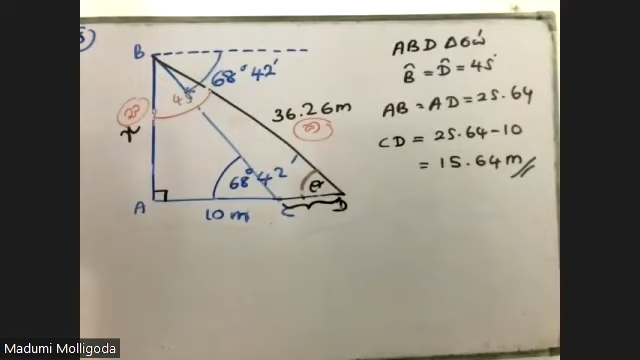 B
68° 42'
45
36.26m
x
68° 42'
θ
A
10 m
C
D
ABD Δයේ
B̂ = D̂ = 45°
AB = AD = 25.64
CD = 25.64-10
= 15.64m
Madumi Molligoda